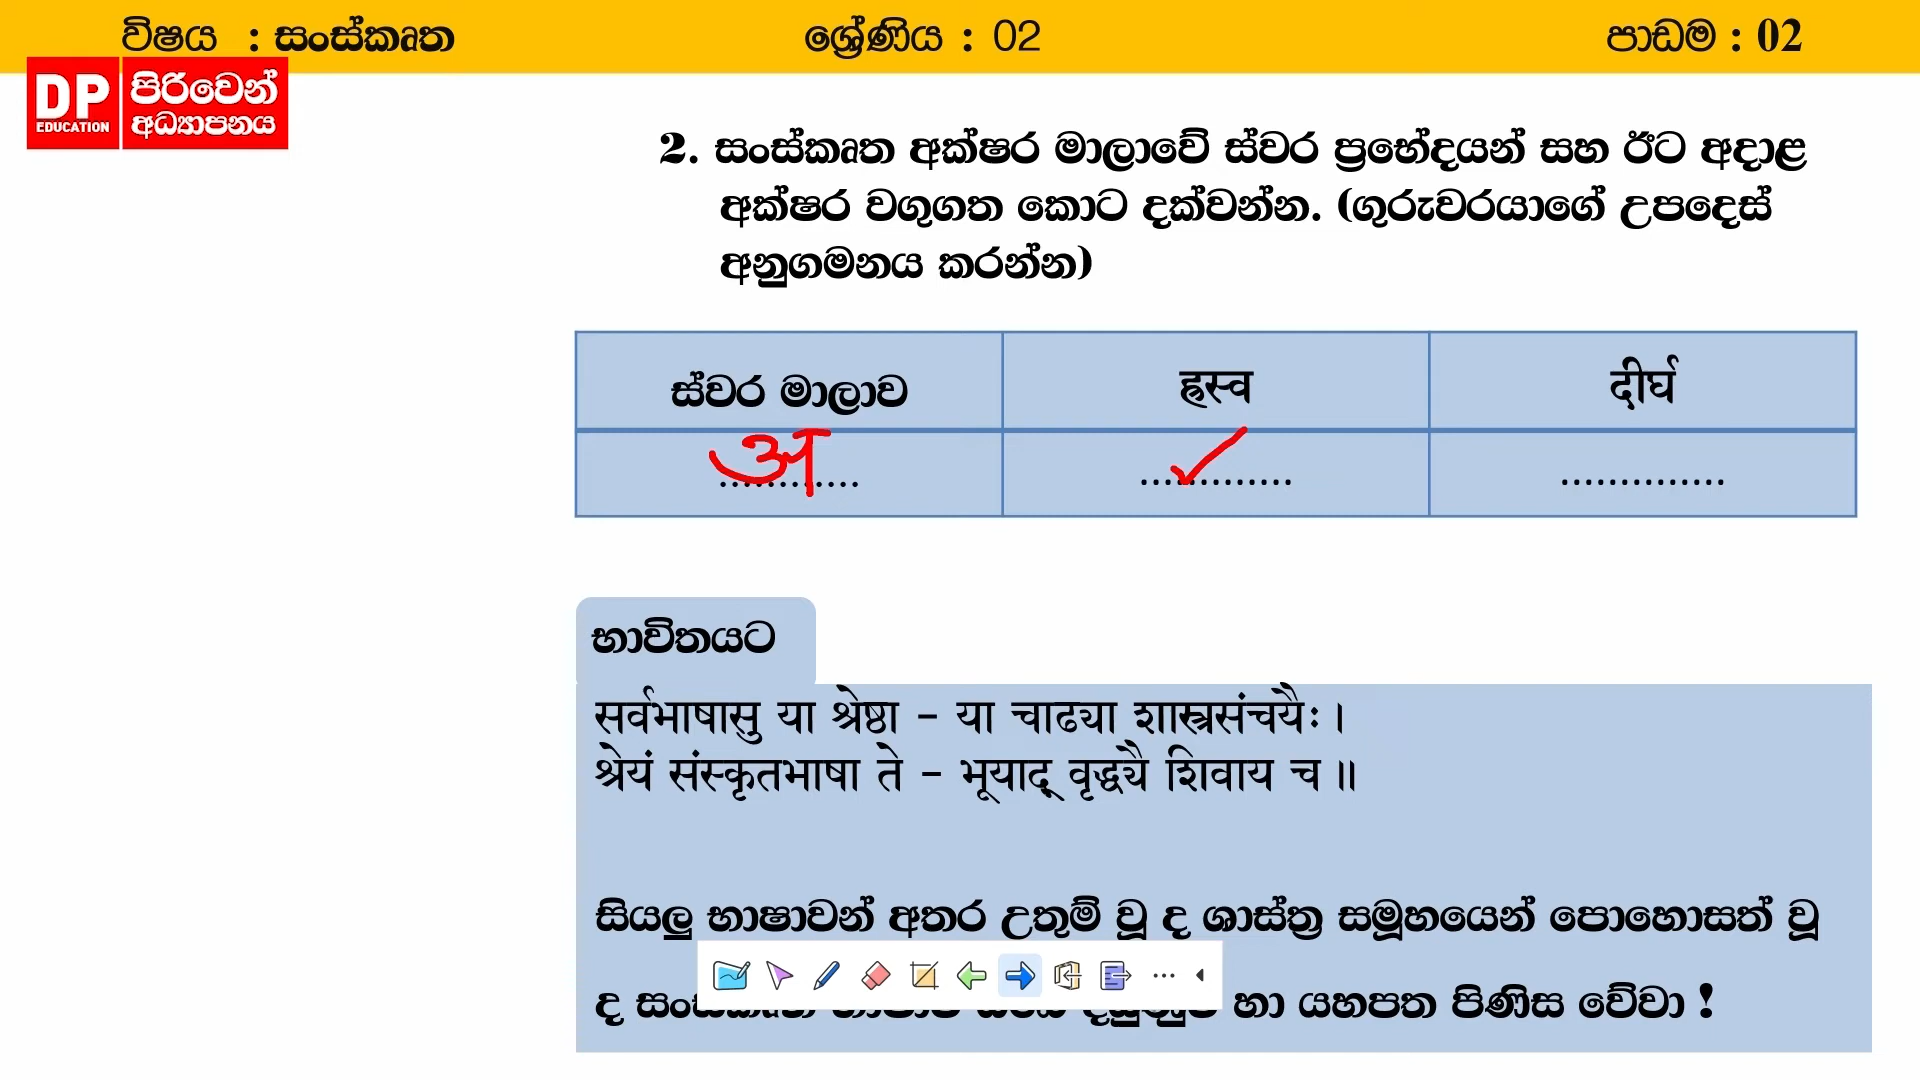 විෂය : සංස්කෘත ශ්‍රේණිය : 02 පාඩම : 02
DP EDUCATION පිරිවෙන් අධ්‍යාපනය
2. සංස්කෘත අක්ෂර මාලාවේ ස්වර ප්‍රභේදයන් සහ ඊට අදාළ
අක්ෂර වගුගත කොට දක්වන්න. (ගුරුවරයාගේ උපදෙස්
අනුගමනය කරන්න)
ස්වර මාලාව ह्रस्व दीर्घ
अ ............ ✓ ............. ..............
භාවිතයට
सर्वभाषासु या श्रेष्ठा – या चाढ्या शास्त्रसंचयैः ।
श्रेयं संस्कृतभाषा ते – भूयाद् वृद्ध्यै शिवाय च ॥
සියලු භාෂාවන් අතර උතුම් වූ ද ශාස්ත්‍ර සමූහයෙන් පොහොසත් වූ
ද හා යහපත පිණිස වේවා !